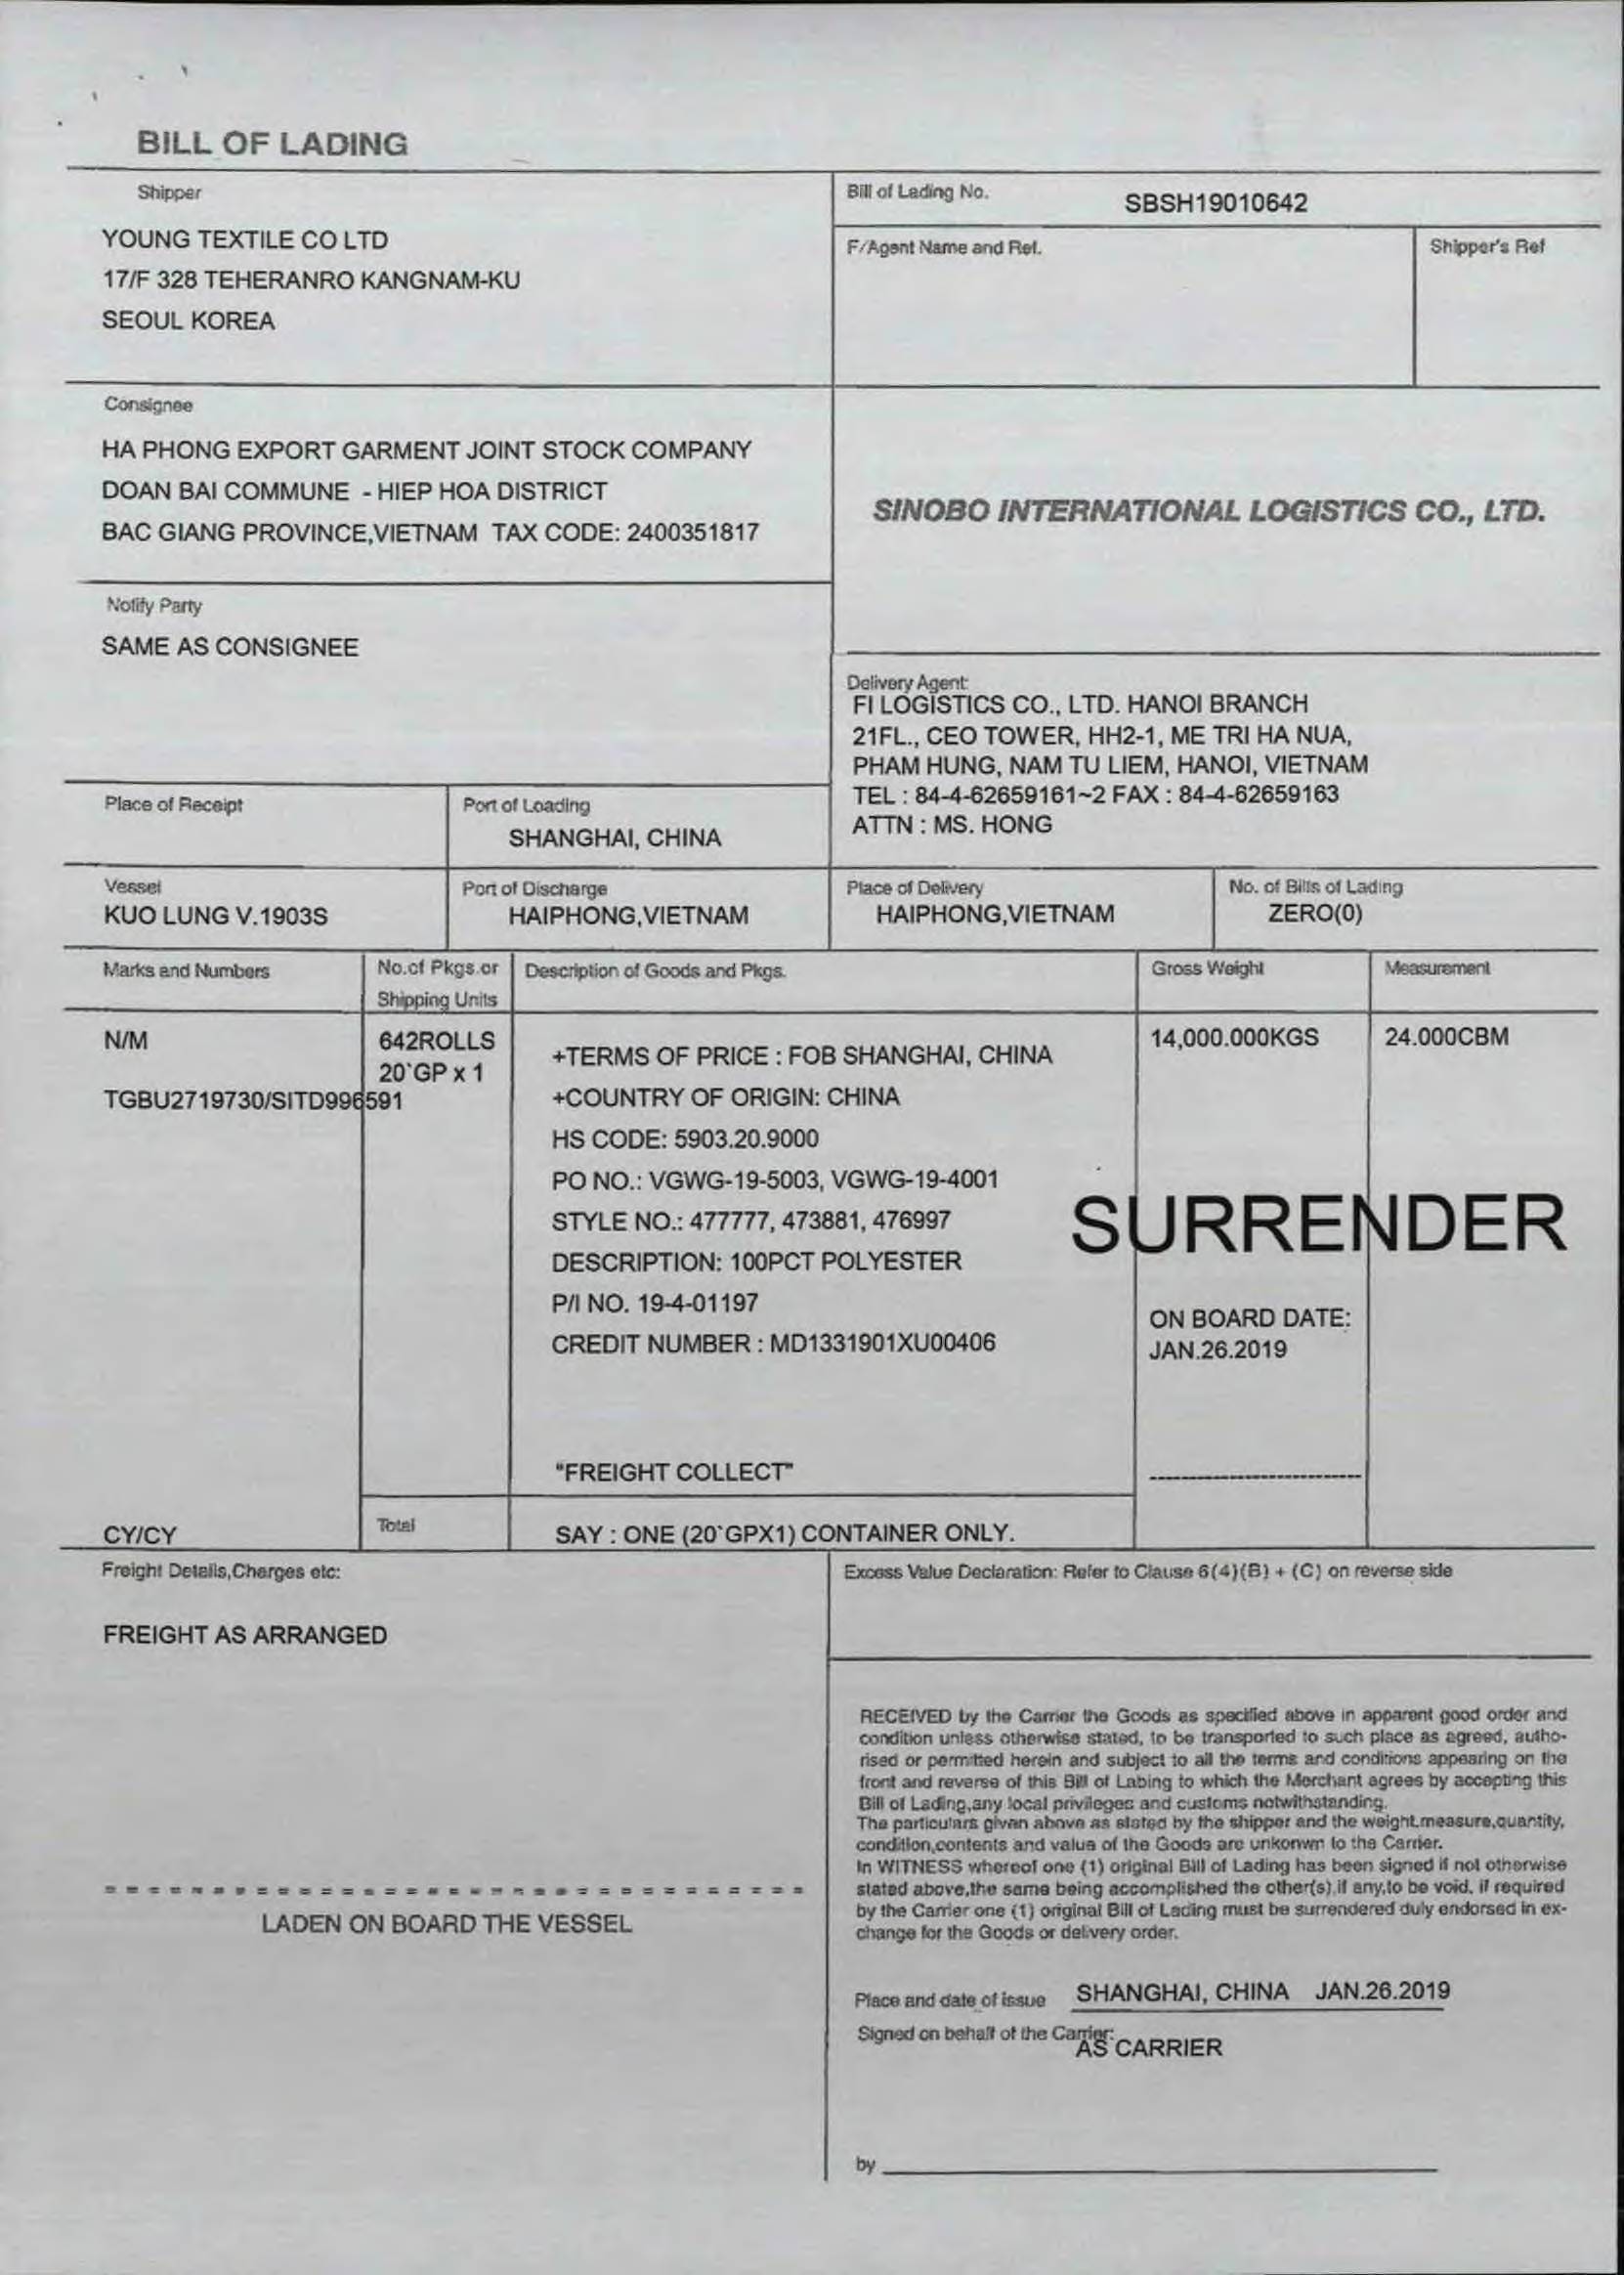 BILL OF LADING
Shipper
YOUNG TEXTILE CO LTD
17/F 328 TEHERANRO KANGNAM-KU
SEOUL KOREA
Bill of Lading No.
SBSH19010642
F/Agent Name and Ref.
Shipper's Ref
Consignee
HA PHONG EXPORT GARMENT JOINT STOCK COMPANY
DOAN BAI COMMUNE - HIEP HOA DISTRICT
BAC GIANG PROVINCE,VIETNAM TAX CODE: 2400351817
SINOBO INTERNATIONAL LOGISTICS CO., LTD.
Notify Party
SAME AS CONSIGNEE
Delivery Agent:
FI LOGISTICS CO., LTD. HANOI BRANCH
21FL., CEO TOWER, HH2-1, ME TRI HA NUA,
PHAM HUNG, NAM TU LIEM, HANOI, VIETNAM
TEL : 84-4-62659161~2 FAX : 84-4-62659163
ATTN : MS. HONG
Place of Receipt
Port of Loading
SHANGHAI, CHINA
Vessel
KUO LUNG V.1903S
Port of Discharge
HAIPHONG,VIETNAM
Place of Delivery
HAIPHONG,VIETNAM
No. of Bills of Lading
ZERO(0)
Marks and Numbers
No.of Pkgs.or
Shipping Units
Description of Goods and Pkgs.
Gross Weight
Measurement
N/M
TGBU2719730/SITD996591
642ROLLS
20`GP x 1
+TERMS OF PRICE : FOB SHANGHAI, CHINA
+COUNTRY OF ORIGIN: CHINA
HS CODE: 5903.20.9000
PO NO.: VGWG-19-5003, VGWG-19-4001
STYLE NO.: 477777, 473881, 476997
DESCRIPTION: 100PCT POLYESTER
P/I NO. 19-4-01197
CREDIT NUMBER : MD1331901XU00406
"FREIGHT COLLECT"
14,000.000KGS
24.000CBM
SURRENDER
ON BOARD DATE:
JAN.26.2019
CY/CY
Total
SAY : ONE (20`GPX1) CONTAINER ONLY.
Freight Details,Charges etc:
FREIGHT AS ARRANGED
Excess Value Declaration: Refer to Clause 6(4)(B) + (C) on reverse side
RECEIVED by the Carrier the Goods as specified above in apparent good order and
condition unless otherwise stated, to be transported to such place as agreed, autho-
rised or permitted herein and subject to all the terms and conditions appearing on the
front and reverse of this Bill of Labing to which the Merchant agrees by accepting this
Bill of Lading,any local privileges and customs notwithstanding.
The particulars given above as stated by the shipper and the weight,measure,quantity,
condition,contents and value of the Goods are unkonwn to the Carrier.
In WITNESS whereof one (1) original Bill of Lading has been signed if not otherwise
stated above,the same being accomplished the other(s),if any,to be void, if required
by the Carrier one (1) original Bill of Lading must be surrendered duly endorsed in ex-
change for the Goods or delivery order.
LADEN ON BOARD THE VESSEL
Place and date of issue SHANGHAI, CHINA JAN.26.2019
Signed on behalf of the Carrier:
AS CARRIER
by